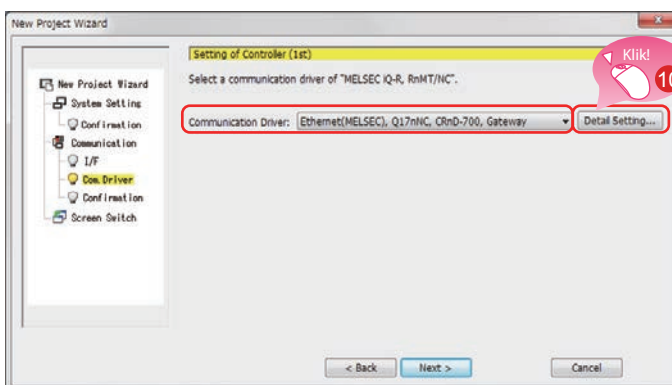 New Project Wizard
Setting of Controller (1st)
Select a communication driver of "MELSEC iQ-R, RnMT/NC".
Klik!
10
New Project Wizard
System Setting
Confirmation
Communication
I/F
Com. Driver
Confirmation
Screen Switch
Communication Driver: Ethernet(MELSEC), Q17nNC, CRnD-700, Gateway
Detail Setting...
< Back
Next >
Cancel